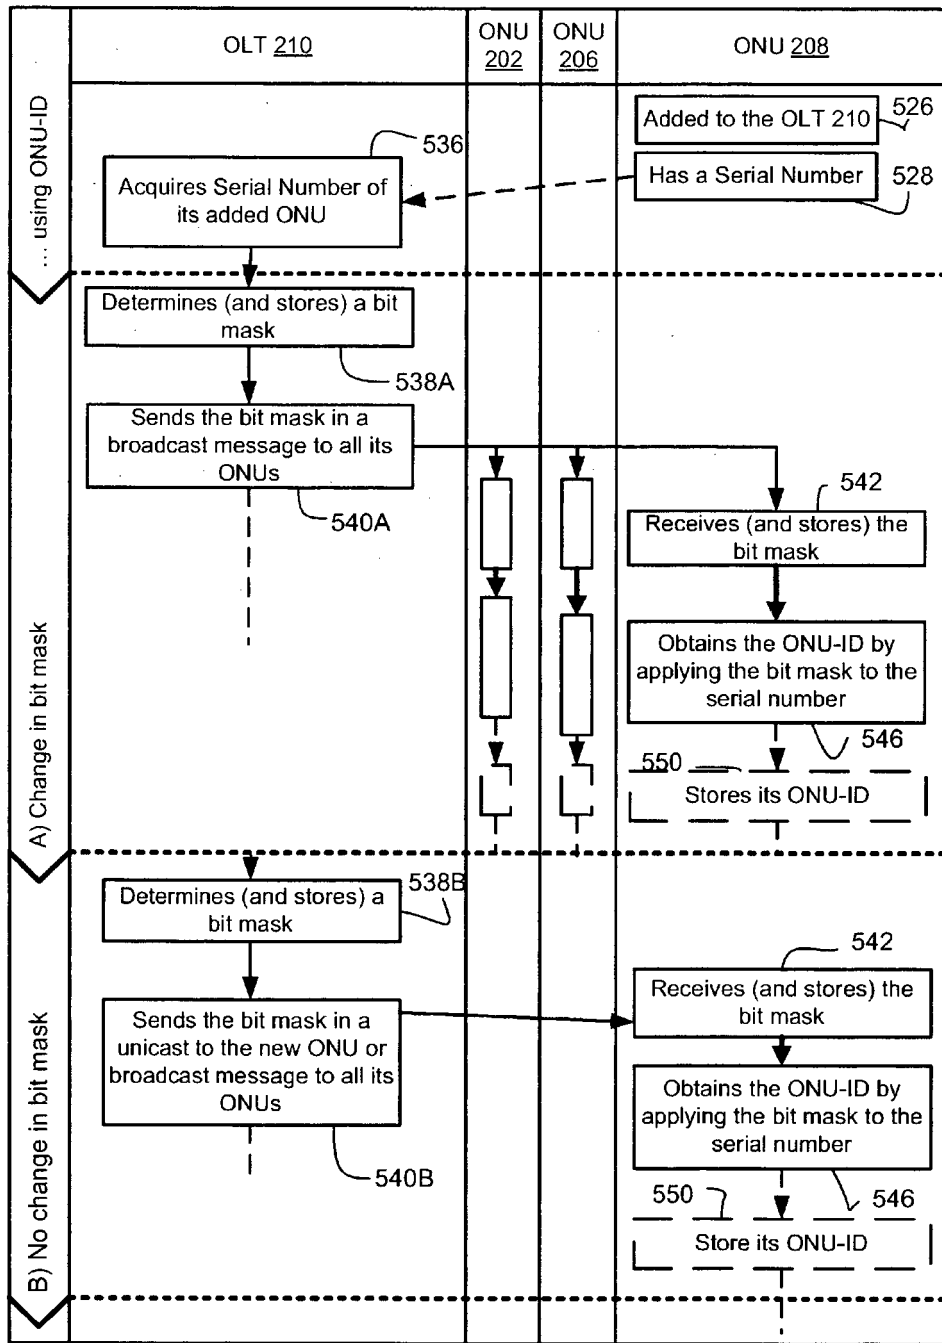 OLT 210
ONU
202
ONU
206
ONU 208
... using ONU-ID
Added to the OLT 210
526
536
Acquires Serial Number of
its added ONU
Has a Serial Number
528
A) Change in bit mask
Determines (and stores) a bit
mask
538A
Sends the bit mask in a
broadcast message to all its
ONUs
540A
542
Receives (and stores) the
bit mask
Obtains the ONU-ID by
applying the bit mask to the
serial number
546
550
Stores its ONU-ID
B) No change in bit mask
Determines (and stores) a
bit mask
538B
Sends the bit mask in a
unicast to the new ONU or
broadcast message to all its
ONUs
540B
542
Receives (and stores) the
bit mask
Obtains the ONU-ID by
applying the bit mask to the
serial number
546
550
Store its ONU-ID